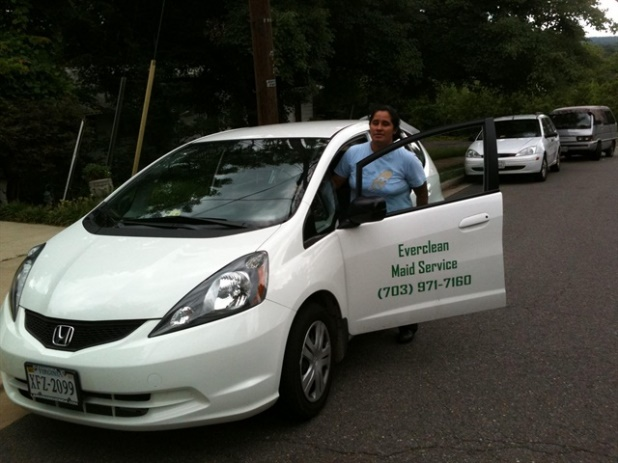 Everclean
Maid Service
(703) 971-7160
XFZ-2099